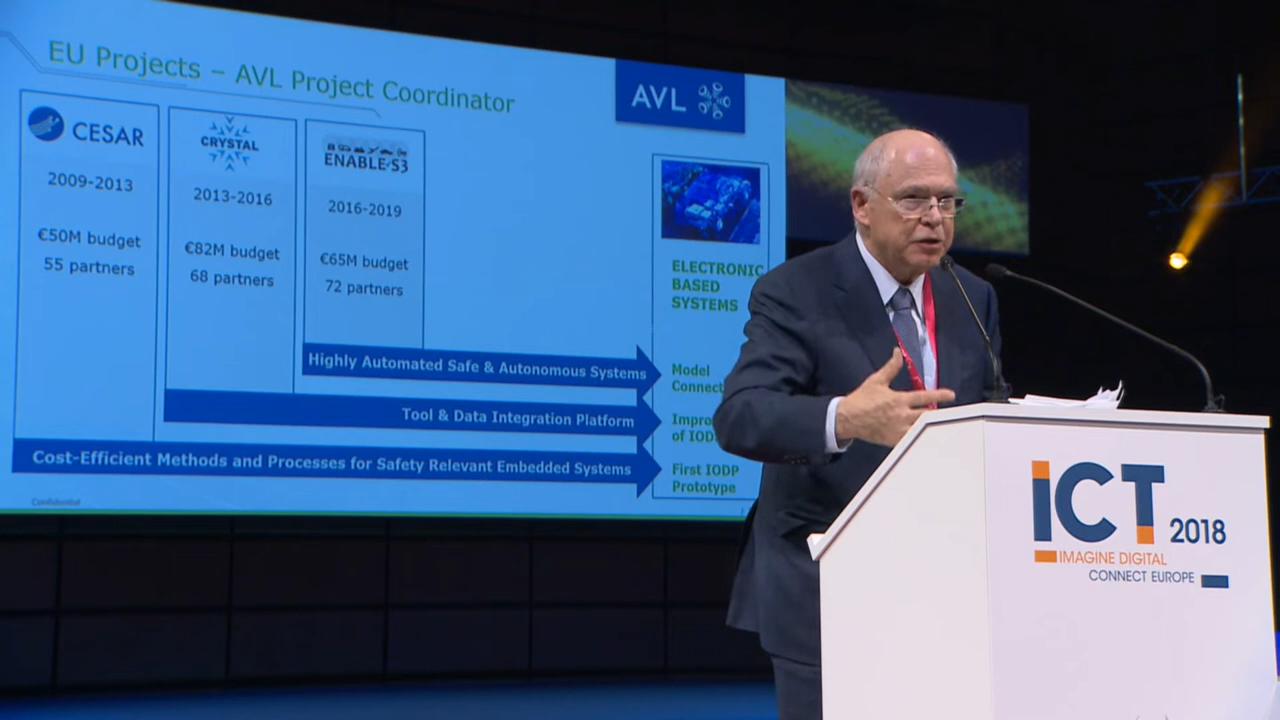 EU Projects – AVL Project Coordinator
AVL
CESAR
2009-2013
€50M budget
55 partners
CRYSTAL
2013-2016
€82M budget
68 partners
ENABLE-S3
2016-2019
€65M budget
72 partners
ELECTRONIC
BASED
SYSTEMS
Highly Automated Safe & Autonomous Systems
Model
Tool & Data Integration Platform
of
Cost-Efficient Methods and Processes for Safety Relevant Embedded Systems
First IODP
Prototype
Confidential
ICT 2018
IMAGINE DIGITAL
CONNECT EUROPE